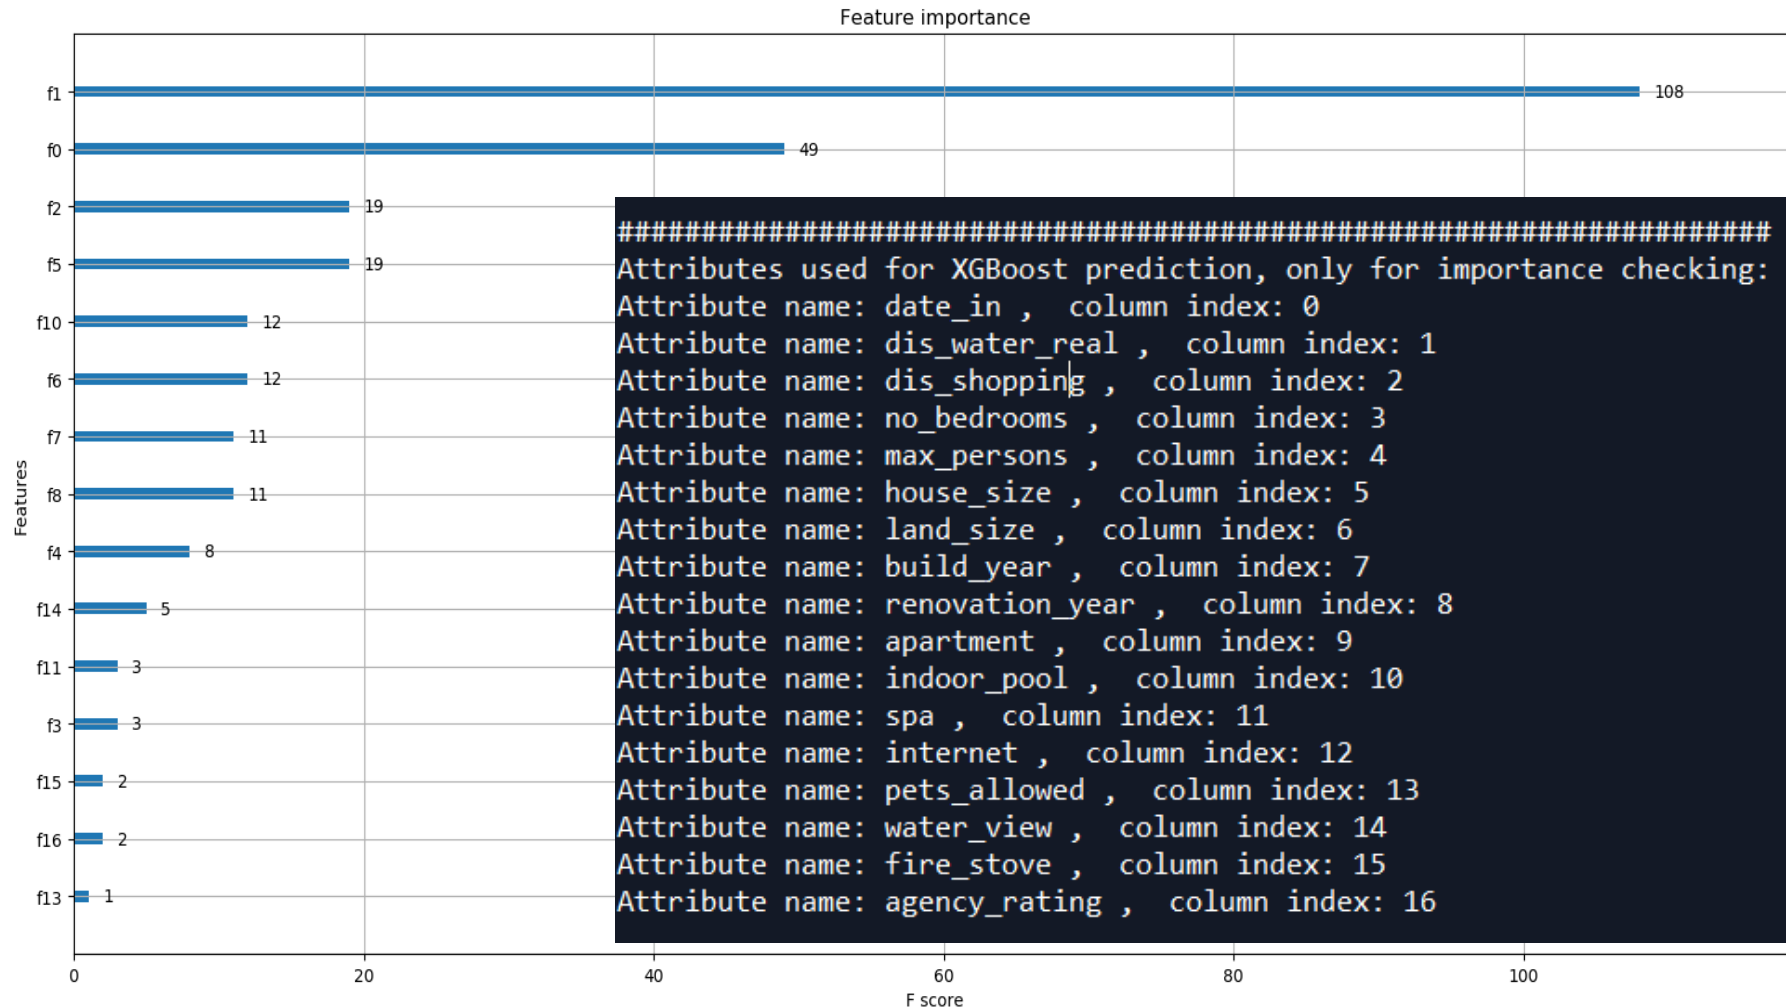 Feature importance
f1 108
f0 49
f2 19
f5 19
f10 12
f6 12
f7 11
f8 11
f4 8
f14 5
f11 3
f3 3
f15 2
f16 2
f13 1
Features
0 20 40 60 80 100
F score
#####################################################################
Attributes used for XGBoost prediction, only for importance checking:
Attribute name: date_in ,  column index: 0
Attribute name: dis_water_real ,  column index: 1
Attribute name: dis_shopping ,  column index: 2
Attribute name: no_bedrooms ,  column index: 3
Attribute name: max_persons ,  column index: 4
Attribute name: house_size ,  column index: 5
Attribute name: land_size ,  column index: 6
Attribute name: build_year ,  column index: 7
Attribute name: renovation_year ,  column index: 8
Attribute name: apartment ,  column index: 9
Attribute name: indoor_pool ,  column index: 10
Attribute name: spa ,  column index: 11
Attribute name: internet ,  column index: 12
Attribute name: pets_allowed ,  column index: 13
Attribute name: water_view ,  column index: 14
Attribute name: fire_stove ,  column index: 15
Attribute name: agency_rating ,  column index: 16